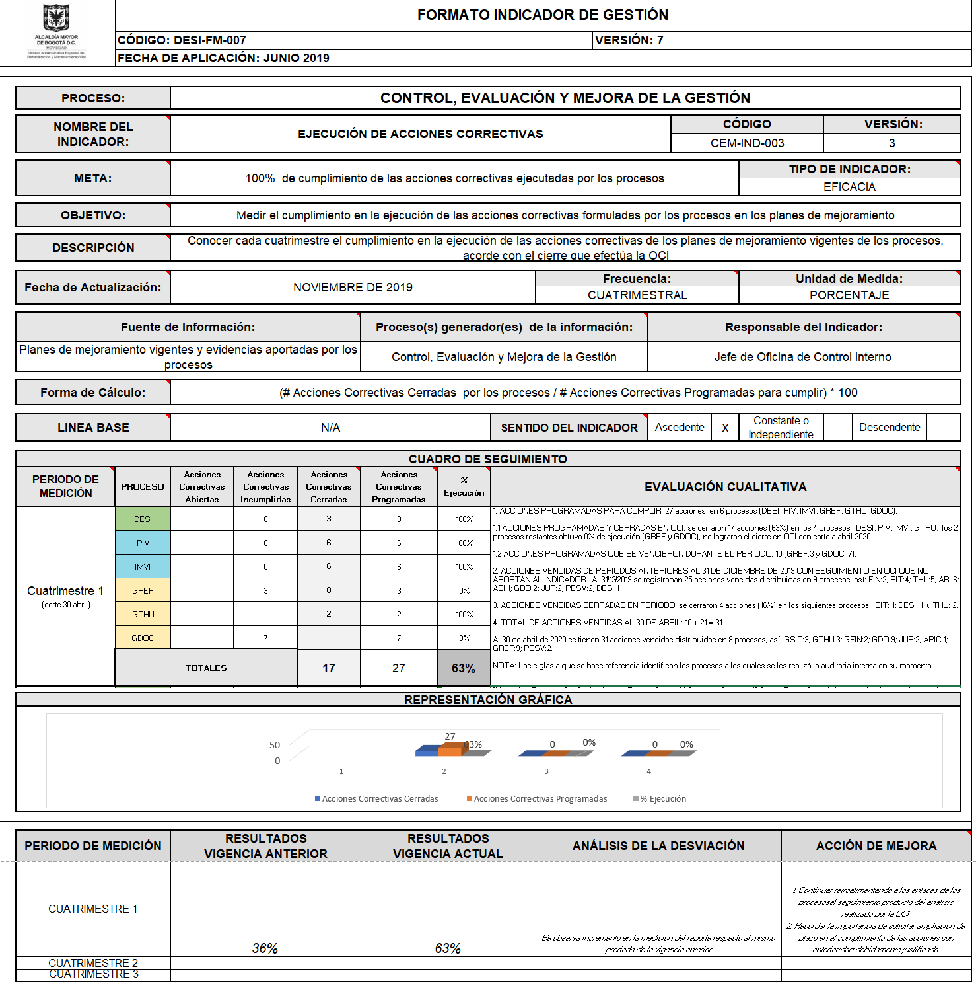 FORMATO INDICADOR DE GESTIÓN
ALCALDÍA MAYOR
DE BOGOTÁ D.C.
MOVILIDAD
Unidad Administrativa Especial de
Rehabilitación y Mantenimiento Vial
CÓDIGO: DESI-FM-007
VERSIÓN: 7
FECHA DE APLICACIÓN: JUNIO 2019
PROCESO:
CONTROL, EVALUACIÓN Y MEJORA DE LA GESTIÓN
NOMBRE DEL
INDICADOR:
EJECUCIÓN DE ACCIONES CORRECTIVAS
CÓDIGO
VERSIÓN:
CEM-IND-003
3
META:
100%  de cumplimiento de las acciones correctivas ejecutadas por los procesos
TIPO DE INDICADOR:
EFICACIA
OBJETIVO:
Medir el cumplimiento en la ejecución de las acciones correctivas formuladas por los procesos en los planes de mejoramiento
DESCRIPCIÓN
Conocer cada cuatrimestre el cumplimiento en la ejecución de las acciones correctivas de los planes de mejoramiento vigentes de los procesos,
acorde con el cierre que efectúa la OCI
Fecha de Actualización:
NOVIEMBRE DE 2019
Frecuencia:
Unidad de Medida:
CUATRIMESTRAL
PORCENTAJE
Fuente de Información:
Proceso(s) generador(es)  de la información:
Responsable del Indicador:
Planes de mejoramiento vigentes y evidencias aportadas por los
procesos
Control, Evaluación y Mejora de la Gestión
Jefe de Oficina de Control Interno
Forma de Cálculo:
(# Acciones Correctivas Cerradas  por los procesos / # Acciones Correctivas Programadas para cumplir) * 100
LINEA BASE
N/A
SENTIDO DEL INDICADOR
Ascedente
X
Constante o
Independiente
Descendente
CUADRO DE SEGUIMIENTO
PERIODO DE
MEDICIÓN
PROCESO
Acciones
Correctivas
Abiertas
Acciones
Correctivas
Incumplidas
Acciones
Correctivas
Cerradas
Acciones
Correctivas
Programadas
%
Ejecución
EVALUACIÓN CUALITATIVA
Cuatrimestre 1
(corte 30 abril)
DESI 0 3 3 100%
PIV 0 6 6 100%
IMVI 0 6 6 100%
GREF 3 0 3 0%
GTHU 2 2 100%
GDOC 7 7 0%
TOTALES 17 27 63%
1. ACCIONES PROGRAMADAS PARA CUMPLIR: 27 acciones  en 6 procesos (DESI, PIV, IMVI, GREF, GTHU, GDOC).
1.1 ACCIONES PROGRAMADAS Y CERRADAS EN OCI: se cerraron 17 acciones (63%) en los 4 procesos:  DESI, PIV, IMVI, GTHU;  los 2
procesos restantes obtuvo 0% de ejecución (GREF y GDOC), no lograron el cierre en OCI con corte a abril 2020.
1.2 ACCIONES PROGRAMADAS QUE SE VENCIERON DURANTE EL PERIODO: 10 (GREF:3 y GDOC: 7).
2. ACCIONES VENCIDAS DE PERIODOS ANTERIORES AL 31 DE DICIEMBRE DE 2019 CON SEGUIMIENTO EN OCI QUE NO
APORTAN AL INDICADOR.  Al 31/12/2019 se registraban 25 acciones vencidas distribuidas en 9 procesos, así: FIN:2; SIT:4; THU:5; ABI:6;
ACI:1; GDO:2; JUR:2; PESV:2; DESI:1
3. ACCIONES VENCIDAS CERRADAS EN PERIODO: se cerraron 4 acciones (16%) en los siguientes procesos:  SIT: 1; DESI: 1 y THU: 2.
4. TOTAL DE ACCIONES VENCIDAS AL 30 DE ABRIL: 10 + 21 = 31
Al 30 de abril de 2020 se tienen 31 acciones vencidas distribuidas en 8 procesos, así: GSIT:3; GTHU:3; GFIN:2; GDO:9; JUR:2; APIC:1;
GREF:9; PESV:2.
NOTA: Las siglas a que se hace referencia identifican los procesos a los cuales se les realizó la auditoria interna en su momento.
REPRESENTACIÓN GRÁFICA
50
0
27
63%
0
0%
0
0%
1
2
3
4
Acciones Correctivas Cerradas
Acciones Correctivas Programadas
% Ejecución
PERIODO DE MEDICIÓN
RESULTADOS
VIGENCIA ANTERIOR
RESULTADOS
VIGENCIA ACTUAL
ANÁLISIS DE LA DESVIACIÓN
ACCIÓN DE MEJORA
CUATRIMESTRE 1
36%
63%
Se observa incremento en la medición del reporte respecto al mismo
preriodo de la vigencia anterior
1. Continuar retroalimentando a los enlaces de los
procesosel seguimiento producto del análisis
realizado por la OCI.
2. Recordar la importancia de solicitar ampliación de
plazo en el cumplimiento de las acciones con
anterioridad debidamente justificado.
CUATRIMESTRE 2
CUATRIMESTRE 3